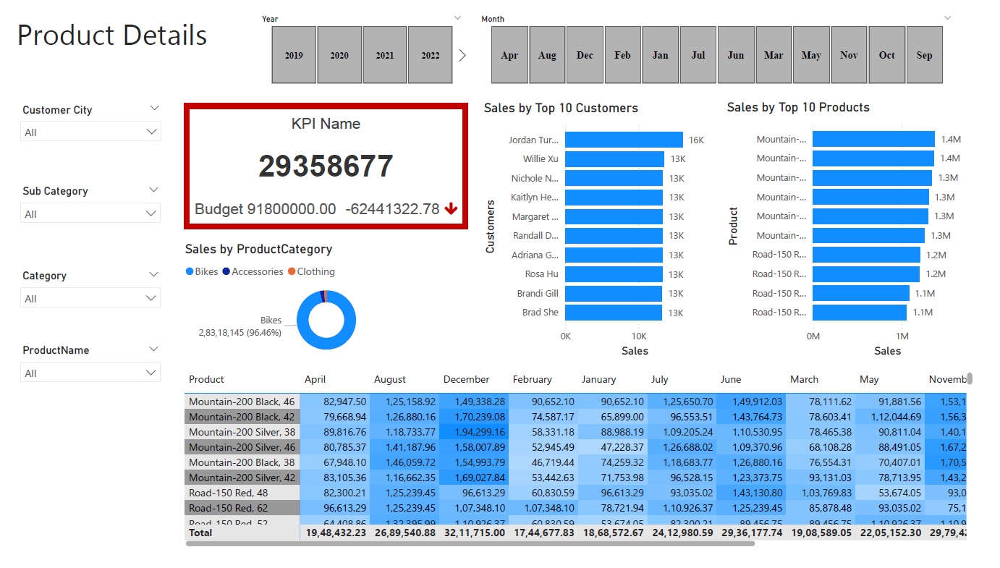 Product Details
Year
2019 2020 2021 2022
Month
Apr Aug Dec Feb Jan Jul Jun Mar May Nov Oct Sep
Customer City
All
Sub Category
All
Category
All
ProductName
All
KPI Name
29358677
Budget 91800000.00 -62441322.78
Sales by ProductCategory
Bikes Accessories Clothing
Bikes
2,83,18,145 (96.46%)
Sales by Top 10 Customers
Customers
Jordan Tur... 16K
Willie Xu 13K
Nichole N... 13K
Kaitlyn He... 13K
Margaret ... 13K
Randall D... 13K
Adriana G... 13K
Rosa Hu 13K
Brandi Gill 13K
Brad She 13K
0K 10K
Sales
Sales by Top 10 Products
Product
Mountain-... 1.4M
Mountain-... 1.4M
Mountain-... 1.3M
Mountain-... 1.3M
Mountain-... 1.3M
Mountain-... 1.3M
Road-150 R... 1.2M
Road-150 R... 1.2M
Road-150 R... 1.1M
Road-150 R... 1.1M
0M 1M
Sales
Product April August December February January July June March May Novemb
Mountain-200 Black, 46 82,947.50 1,25,158.92 1,49,338.28 90,652.10 90,652.10 1,25,650.70 1,49,912.03 78,111.62 91,881.56 1,53,1
Mountain-200 Black, 42 79,668.94 1,26,880.16 1,70,239.08 74,587.17 65,899.00 96,553.51 1,43,764.73 78,603.41 1,12,044.69 1,56,3
Mountain-200 Silver, 38 89,816.76 1,18,733.77 1,94,299.16 58,331.18 88,988.19 1,09,205.24 1,10,530.95 78,465.38 90,811.04 1,40,1
Mountain-200 Silver, 46 80,785.37 1,41,187.96 1,58,007.89 52,945.49 47,228.37 1,26,688.02 1,09,370.96 68,108.28 88,491.05 1,67,2
Mountain-200 Black, 38 67,948.10 1,46,059.72 1,54,993.79 46,719.44 74,259.32 1,18,683.77 1,26,880.16 76,554.31 70,407.01 1,70,5
Mountain-200 Silver, 42 83,105.36 1,16,662.35 1,69,027.84 53,442.63 71,753.98 96,528.15 1,23,373.75 93,131.03 78,713.95 1,43,2
Road-150 Red, 48 82,300.21 1,25,239.45 96,613.29 60,830.59 96,613.29 93,035.02 1,43,130.80 1,03,769.83 53,674.05 93,0
Road-150 Red, 62 96,613.29 1,25,239.45 1,07,348.10 1,07,348.10 78,721.94 1,10,926.37 1,25,239.45 85,878.48 93,035.02 75,1
Road-150 Red, 52 64,408.86 1,32,395.99 1,10,926.37 60,830.59 53,674.05 82,300.21 89,456.75 89,456.75 1,10,926.37 1,10,9
Total 19,48,432.23 26,89,540.88 32,11,715.00 17,44,677.83 18,68,572.67 24,12,980.59 29,36,177.74 19,08,589.05 22,05,152.30 29,79,42